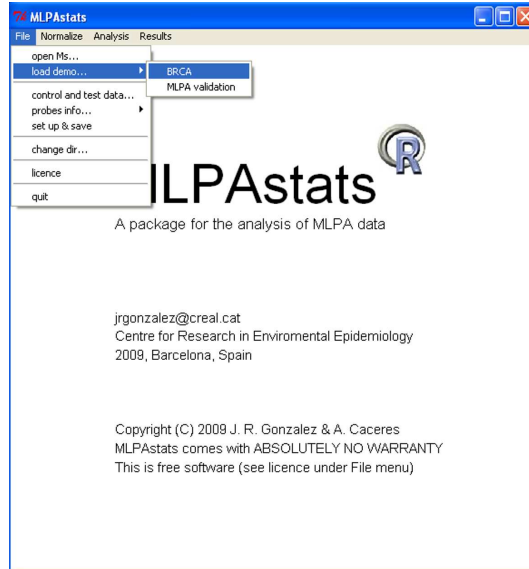 MLPAstats
File Normalize Analysis Results
open Ms...
load demo...
BRCA
MLPA validation
control and test data...
probes info...
set up & save
change dir...
licence
quit
R
LPAstats
A package for the analysis of MLPA data
jrgonzalez@creal.cat
Centre for Research in Enviromental Epidemiology
2009, Barcelona, Spain
Copyright (C) 2009 J. R. Gonzalez & A. Caceres
MLPAstats comes with ABSOLUTELY NO WARRANTY
This is free software (see licence under File menu)